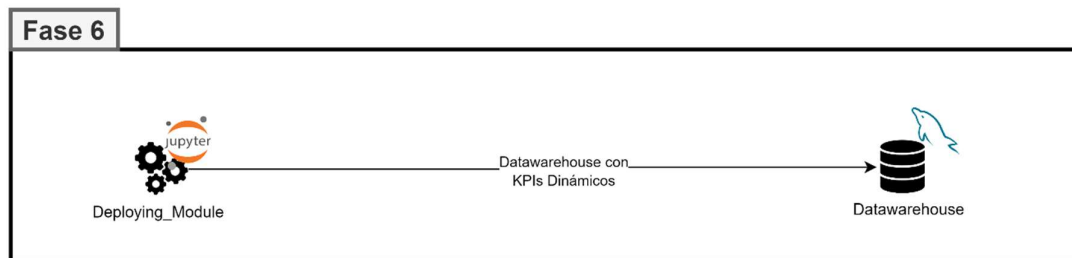 Fase 6
jupyter
Datawarehouse con
KPIs Dinámicos
Deploying_Module
Datawarehouse